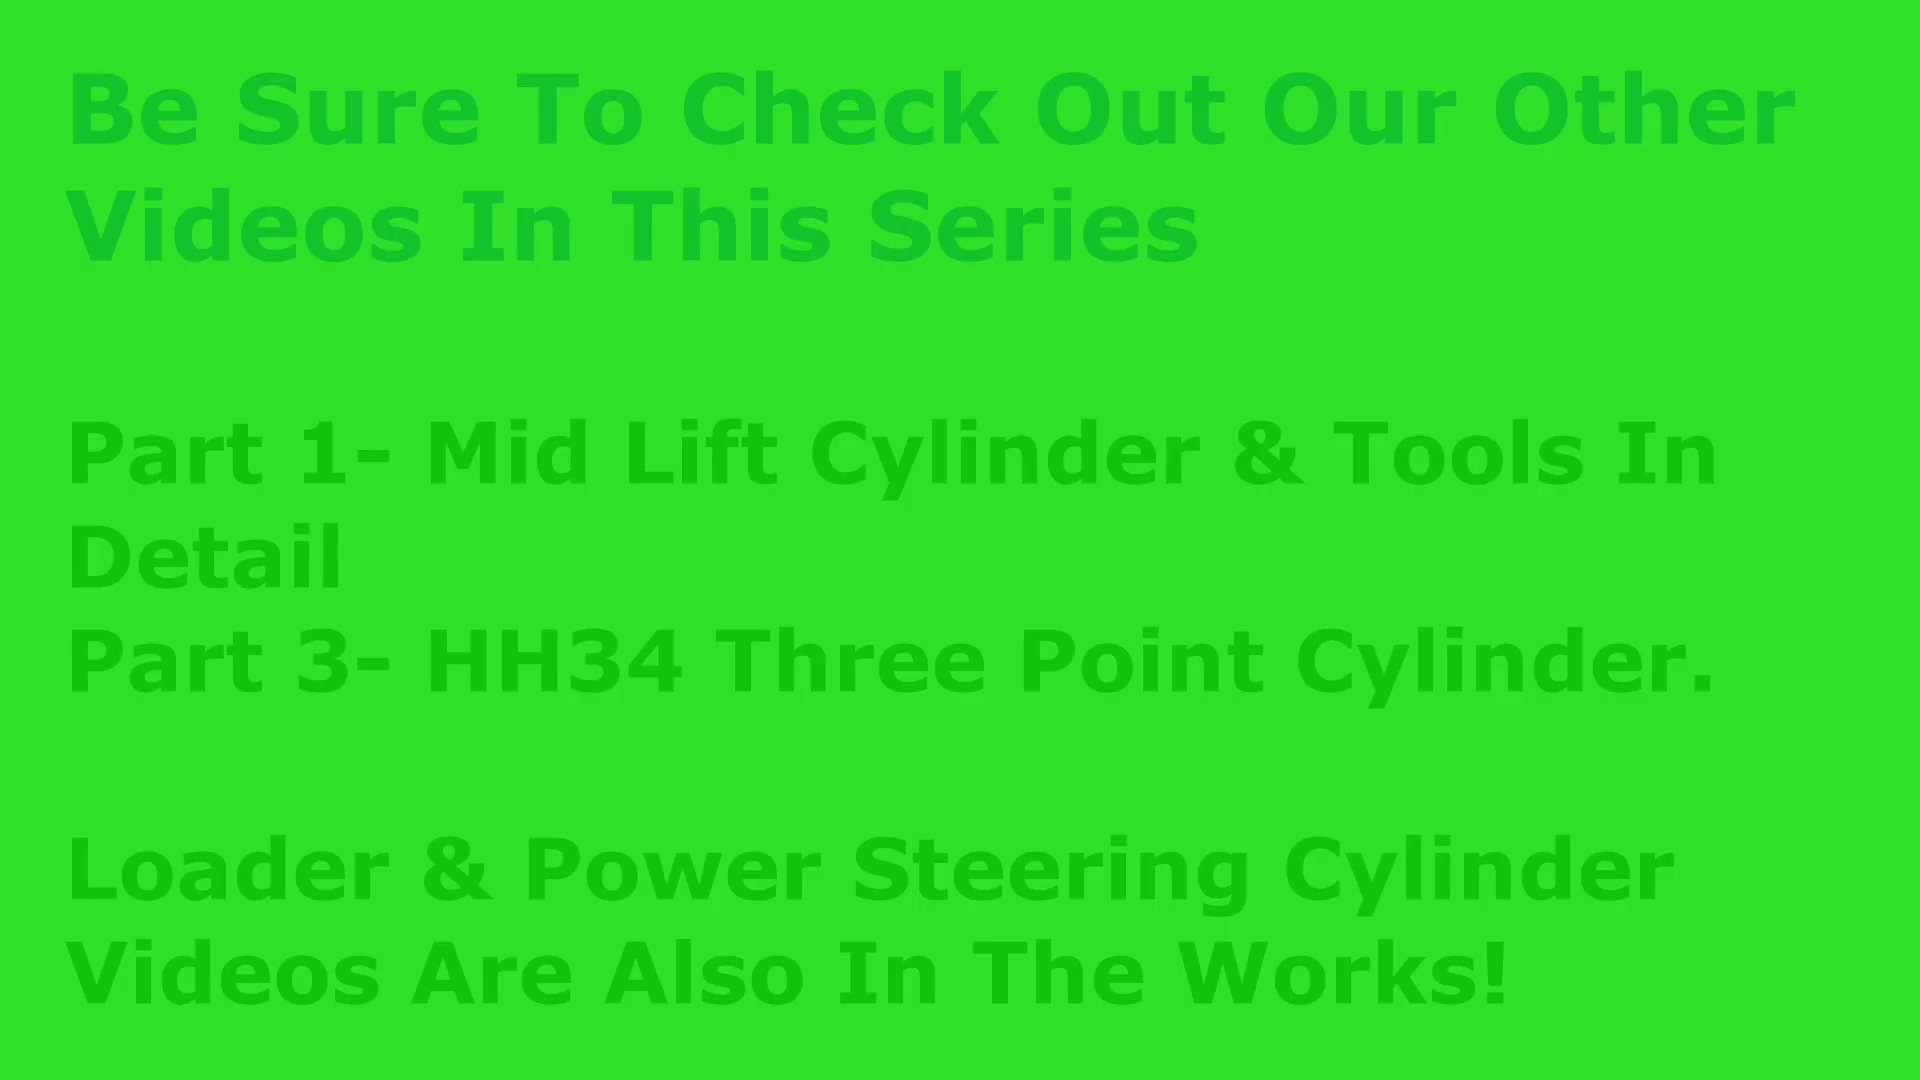 Be Sure To Check Out Our Other
Videos In This Series
Part 1- Mid Lift Cylinder & Tools In
Detail
Part 3- HH34 Three Point Cylinder.
Loader & Power Steering Cylinder
Videos Are Also In The Works!